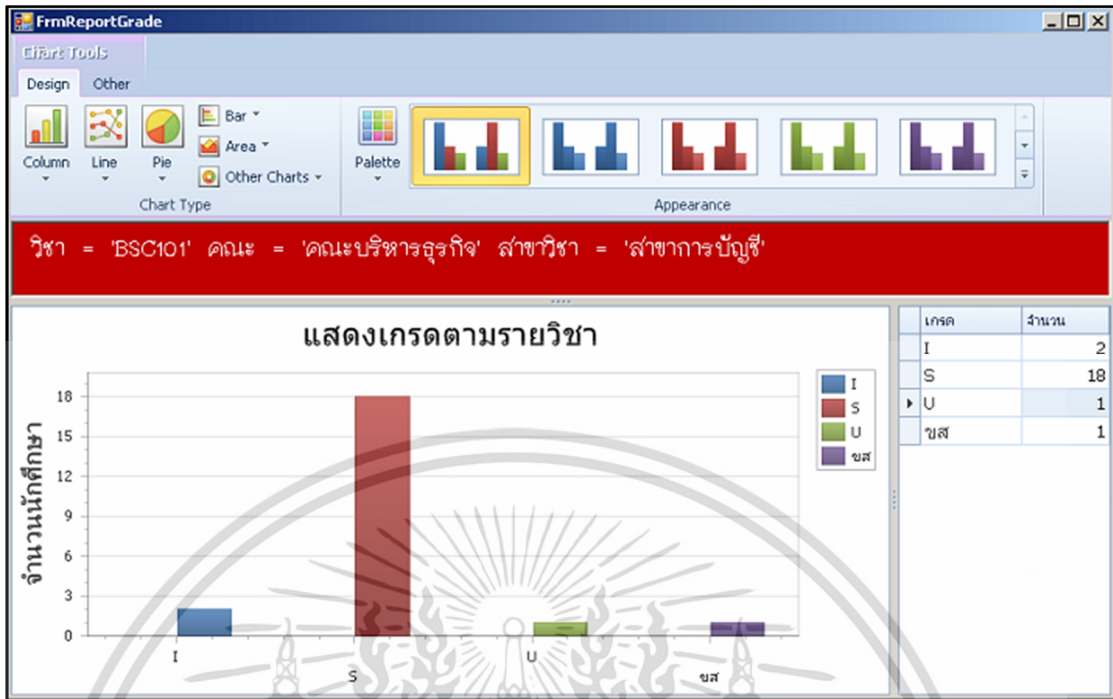 FrmReportGrade
Chart Tools
Design Other
Column Line Pie Bar Area Other Charts
Chart Type
Palette
Appearance
วิชา = 'BSC101' คณะ = 'คณะบริหารธุรกิจ' สาขาวิชา = 'สาขาการบัญชี'
แสดงเกรดตามรายวิชา
จำนวนนักศึกษา
18
15
12
9
6
3
0
I S U ขส
I
S
U
ขส
เกรด จำนวน
I 2
S 18
U 1
ขส 1